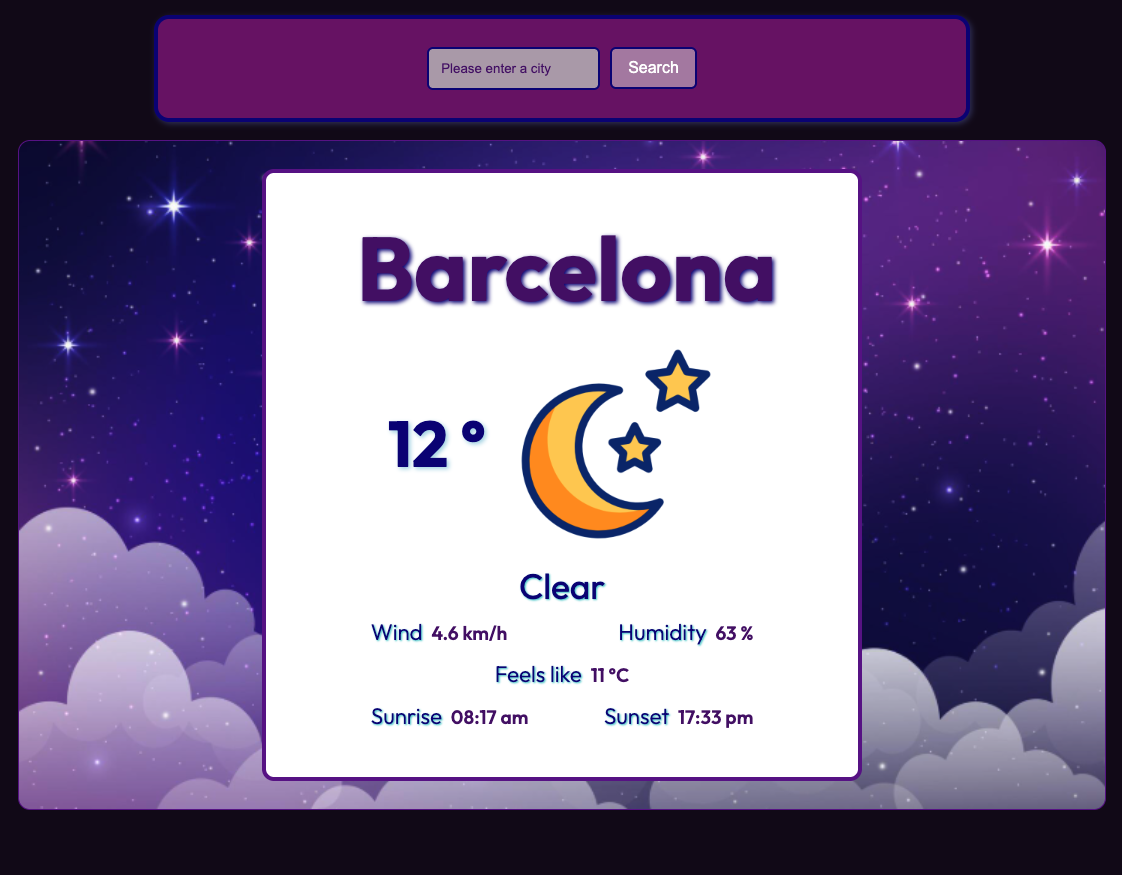 Please enter a city Search
Barcelona
12 °
Clear
Wind 4.6 km/h Humidity 63 %
Feels like 11 °C
Sunrise 08:17 am Sunset 17:33 pm